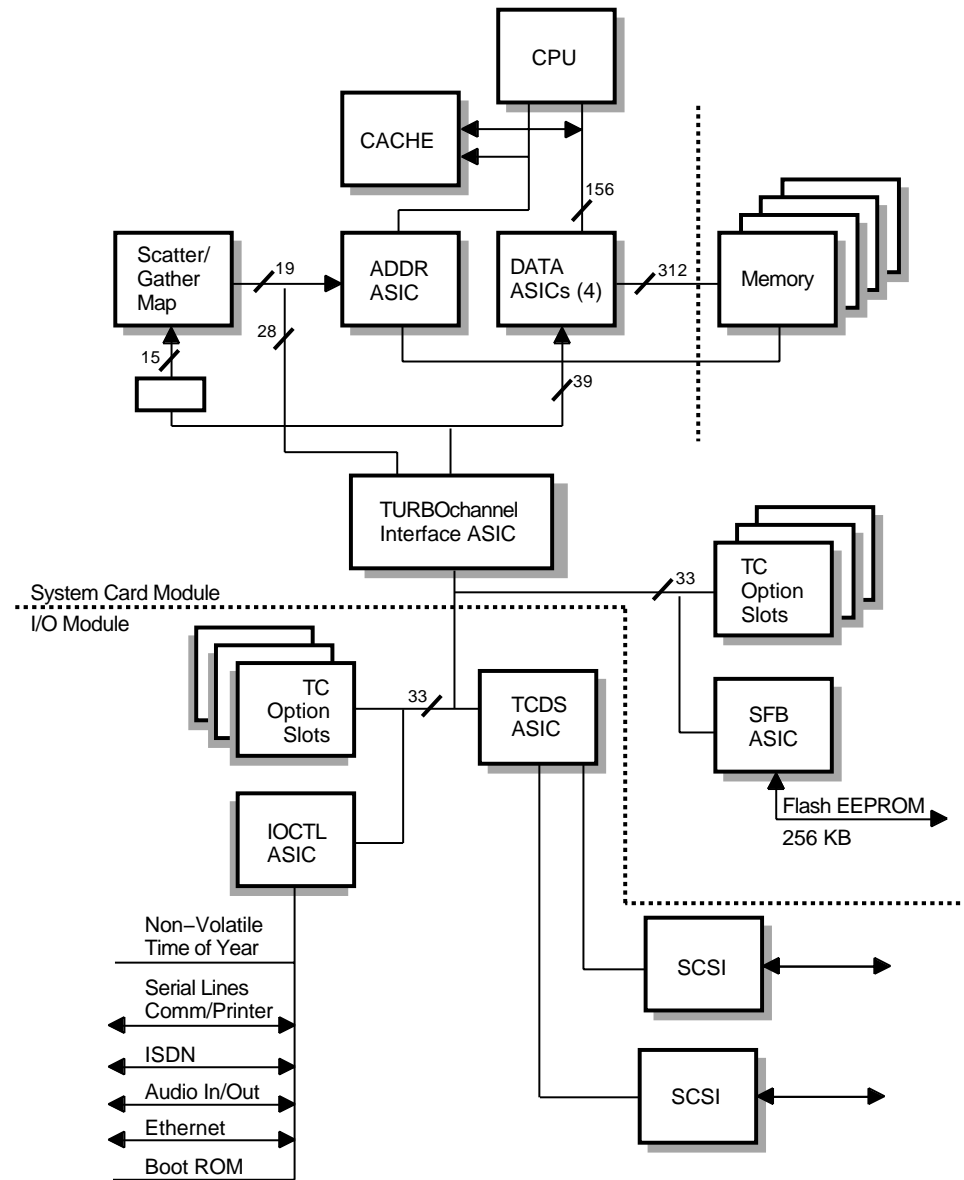 CPU
CACHE
156
Scatter/
Gather
Map
19
ADDR
ASIC
DATA
ASICs (4)
312
Memory
28
15
39
TURBOchannel
Interface ASIC
33
TC
Option
Slots
System Card Module
I/O Module
TC
Option
Slots
33
TCDS
ASIC
SFB
ASIC
Flash EEPROM
256 KB
IOCTL
ASIC
Non−Volatile
Time of Year
SCSI
Serial Lines
Comm/Printer
ISDN
Audio In/Out
SCSI
Ethernet
Boot ROM